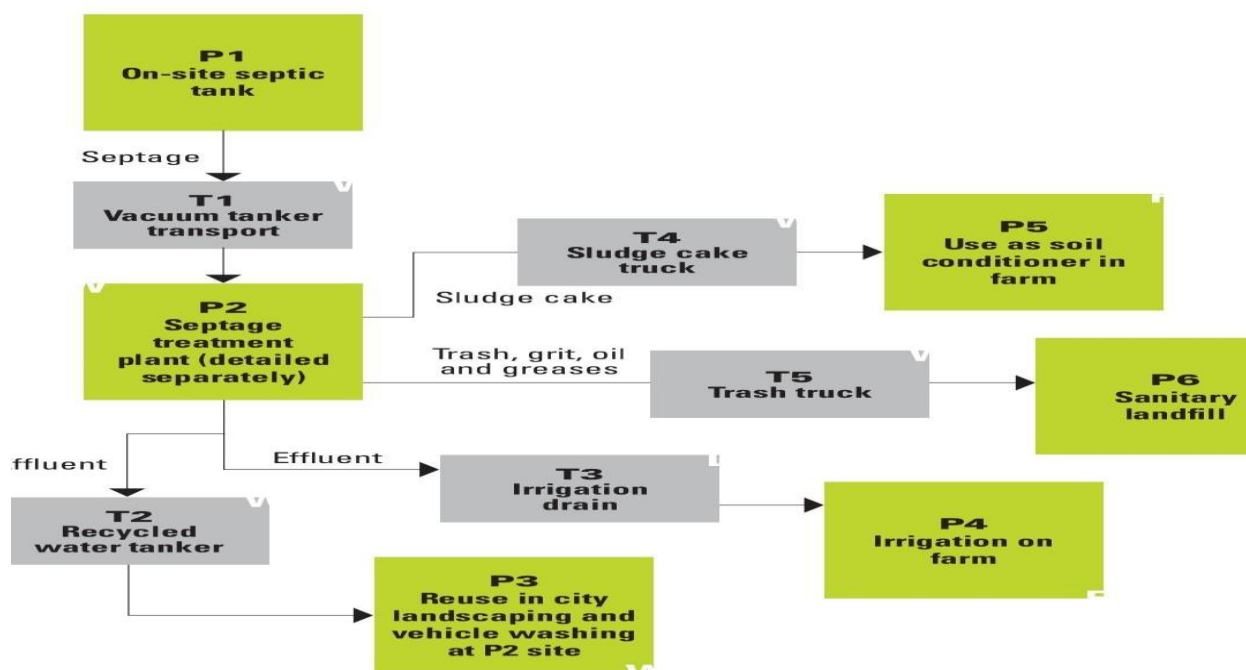 P1
On-site septic
tank
Septage
T1
Vacuum tanker
transport
T4
Sludge cake
truck
P5
Use as soil
conditioner in
farm
Sludge cake
P2
Septage
treatment
plant (detailed
separately)
Trash, grit, oil
and greases
T5
Trash truck
P6
Sanitary
landfill
ffluent
Effluent
T3
Irrigation
drain
T2
Recycled
water tanker
P4
Irrigation on
farm
P3
Reuse in city
landscaping and
vehicle washing
at P2 site